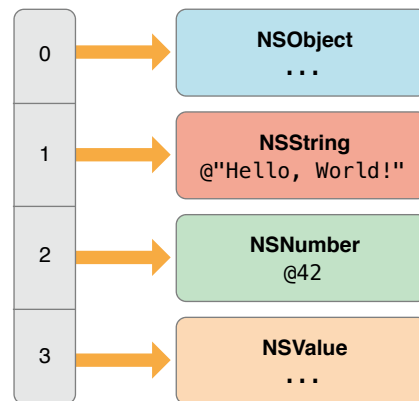 0
NSObject
...
1
NSString
@"Hello, World!"
2
NSNumber
@42
3
NSValue
...